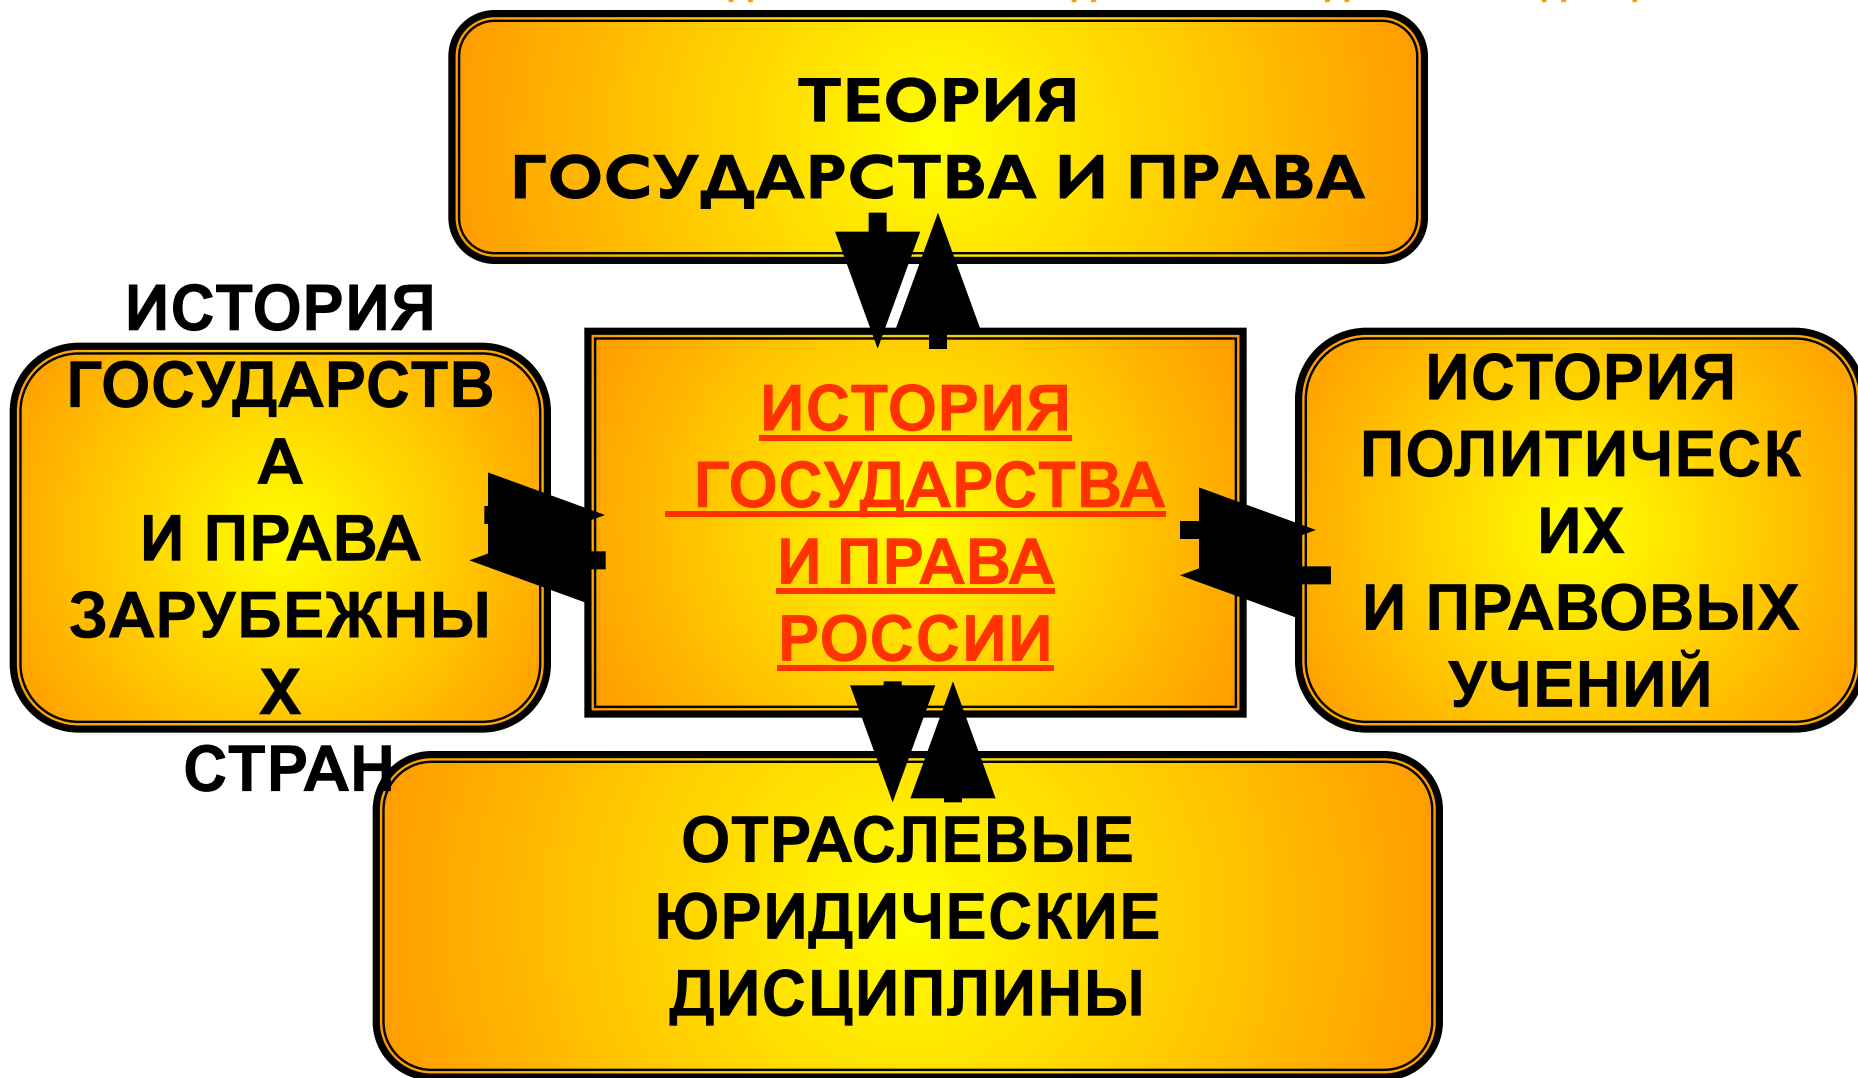 ТЕОРИЯ
ГОСУДАРСТВА И ПРАВА
ИСТОРИЯ
ГОСУДАРСТВ
А
И ПРАВА
ЗАРУБЕЖНЫ
Х
СТРАН
ИСТОРИЯ
ГОСУДАРСТВА
И ПРАВА
РОССИИ
ИСТОРИЯ
ПОЛИТИЧЕСК
ИХ
И ПРАВОВЫХ
УЧЕНИЙ
ОТРАСЛЕВЫЕ
ЮРИДИЧЕСКИЕ
ДИСЦИПЛИНЫ